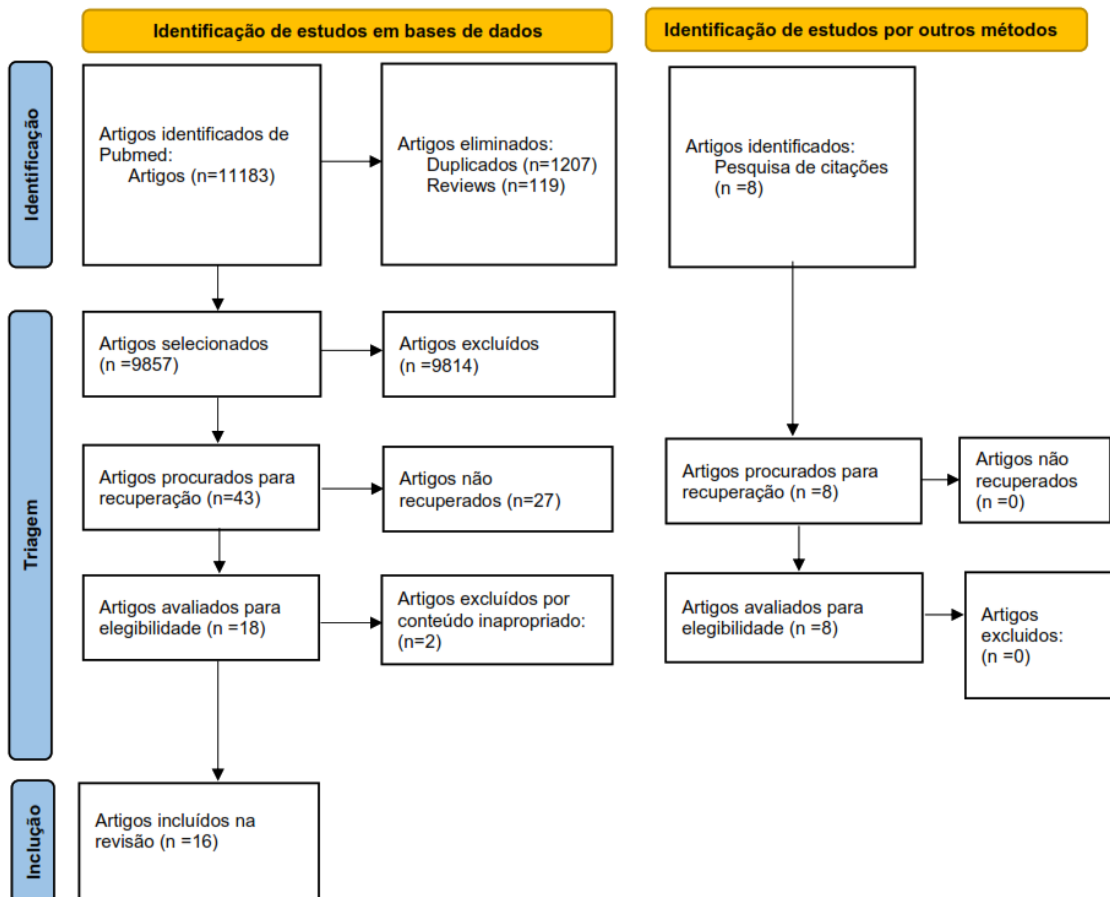 Identificação de estudos em bases de dados
Identificação de estudos por outros métodos
Identificação
Artigos identificados de
Pubmed:
Artigos (n=11183)
Artigos eliminados:
Duplicados (n=1207)
Reviews (n=119)
Artigos identificados:
Pesquisa de citações
(n =8)
Triagem
Artigos selecionados
(n =9857)
Artigos excluídos
(n =9814)
Artigos procurados para
recuperação (n=43)
Artigos não
recuperados (n=27)
Artigos procurados para
recuperação (n =8)
Artigos não
recuperados
(n =0)
Artigos avaliados para
elegibilidade (n =18)
Artigos excluídos por
conteúdo inapropriado:
(n=2)
Artigos avaliados para
elegibilidade (n =8)
Artigos
excluidos:
(n =0)
Inclução
Artigos incluídos na
revisão (n =16)